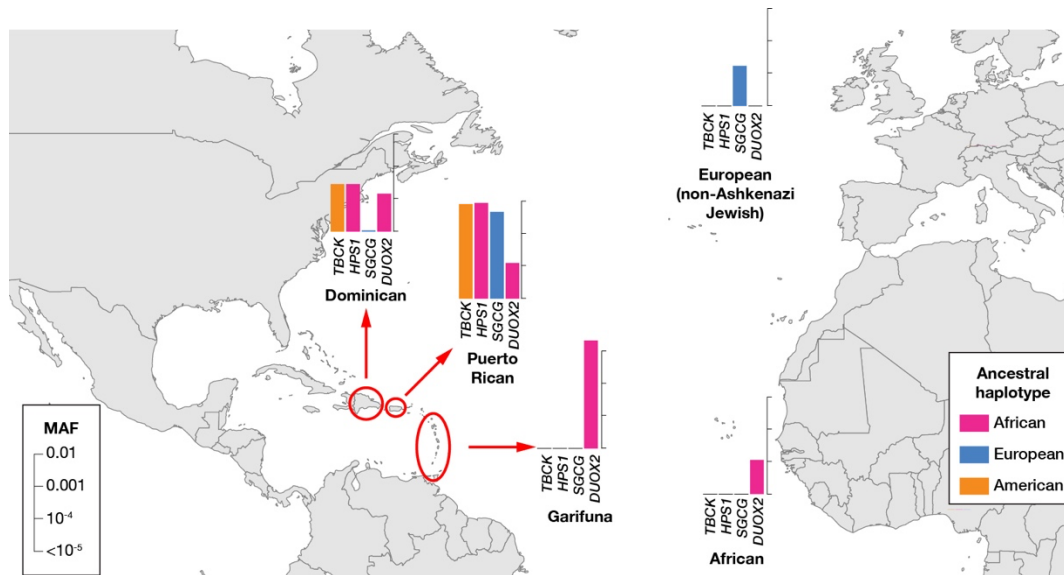 TBCK
HPS1
SGCG
DUOX2
European
(non-Ashkenazi
Jewish)
TBCK
HPS1
SGCG
DUOX2
Dominican
TBCK
HPS1
SGCG
DUOX2
Puerto
Rican
TBCK
HPS1
SGCG
DUOX2
Garifuna
TBCK
HPS1
SGCG
DUOX2
African
MAF
0.01
0.001
10-4
<10-5
Ancestral
haplotype
African
European
American